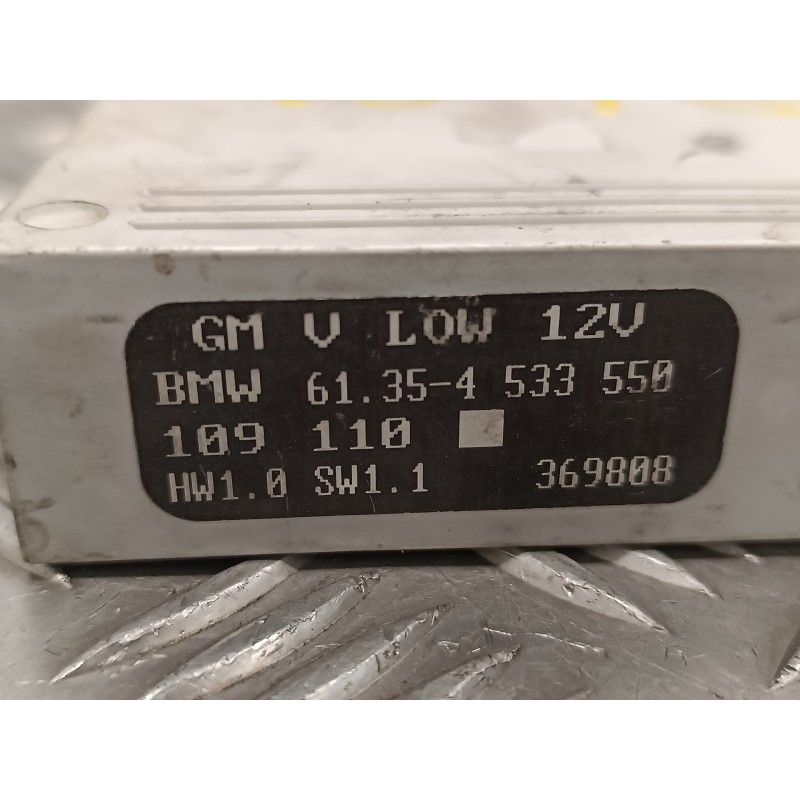 GM V LOW 12V
BMW 61.35-4 533 550
109 110
HW1.0 SW1.1 369808